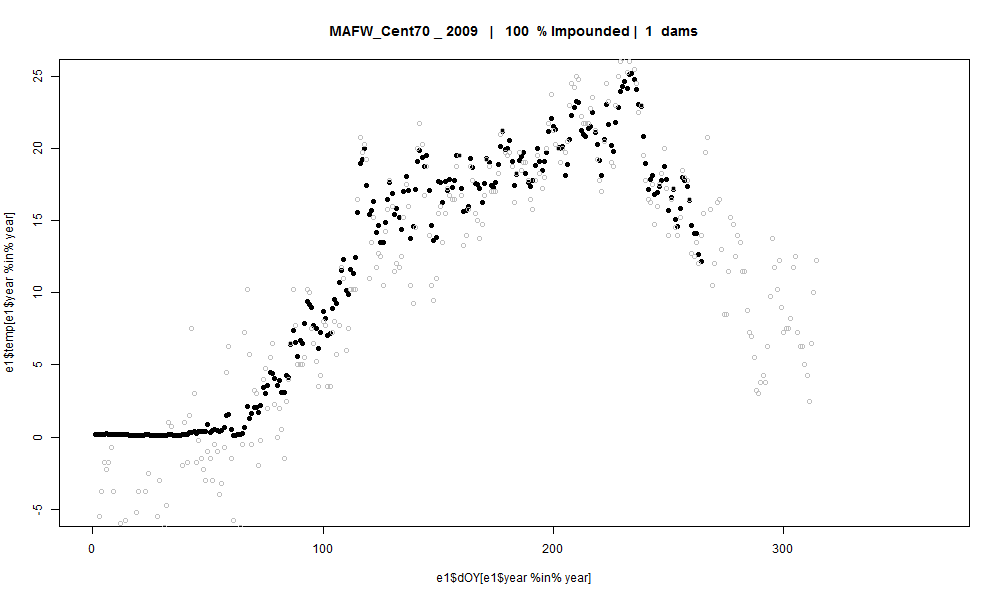 MAFW_Cent70 _ 2009 | 100 % Impounded | 1 dams
25
20
15
10
5
0
-5
e1$temp[e1$year %in% year]
0 100 200 300
e1$dOY[e1$year %in% year]